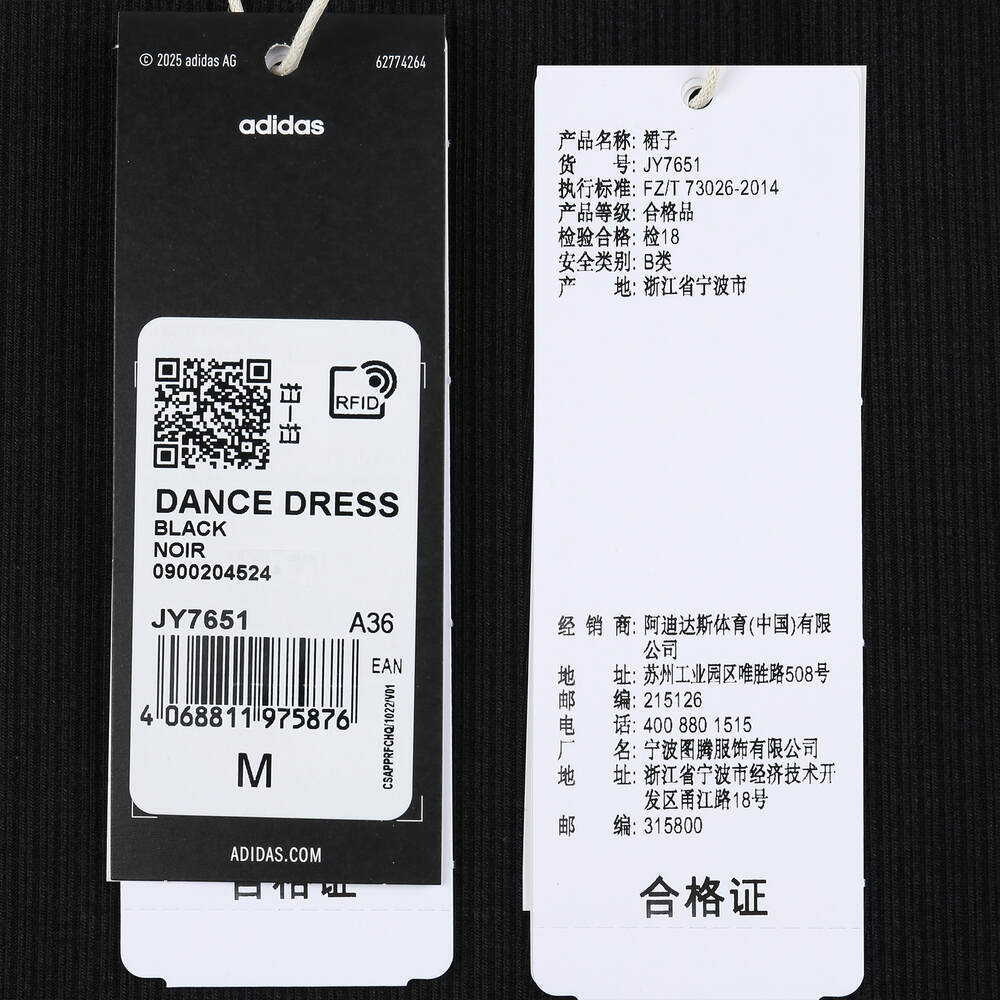 © 2025 adidas AG
62774264
adidas
扫一扫
RFID
DANCE DRESS
BLACK
NOIR
0900204524
JY7651
A36
EAN
4 068811 975876
CSAPPRFCHQ/1022/V01
M
ADIDAS.COM
合格证
产品名称: 裙子
货 号: JY7651
执行标准: FZ/T 73026-2014
产品等级: 合格品
检验合格: 检18
安全类别: B类
产 地: 浙江省宁波市
经 销 商: 阿迪达斯体育(中国)有限
公司
地 址: 苏州工业园区唯胜路508号
邮 编: 215126
电 话: 400 880 1515
厂 名: 宁波图腾服饰有限公司
地 址: 浙江省宁波市经济技术开
发区甬江路18号
邮 编: 315800
合格证